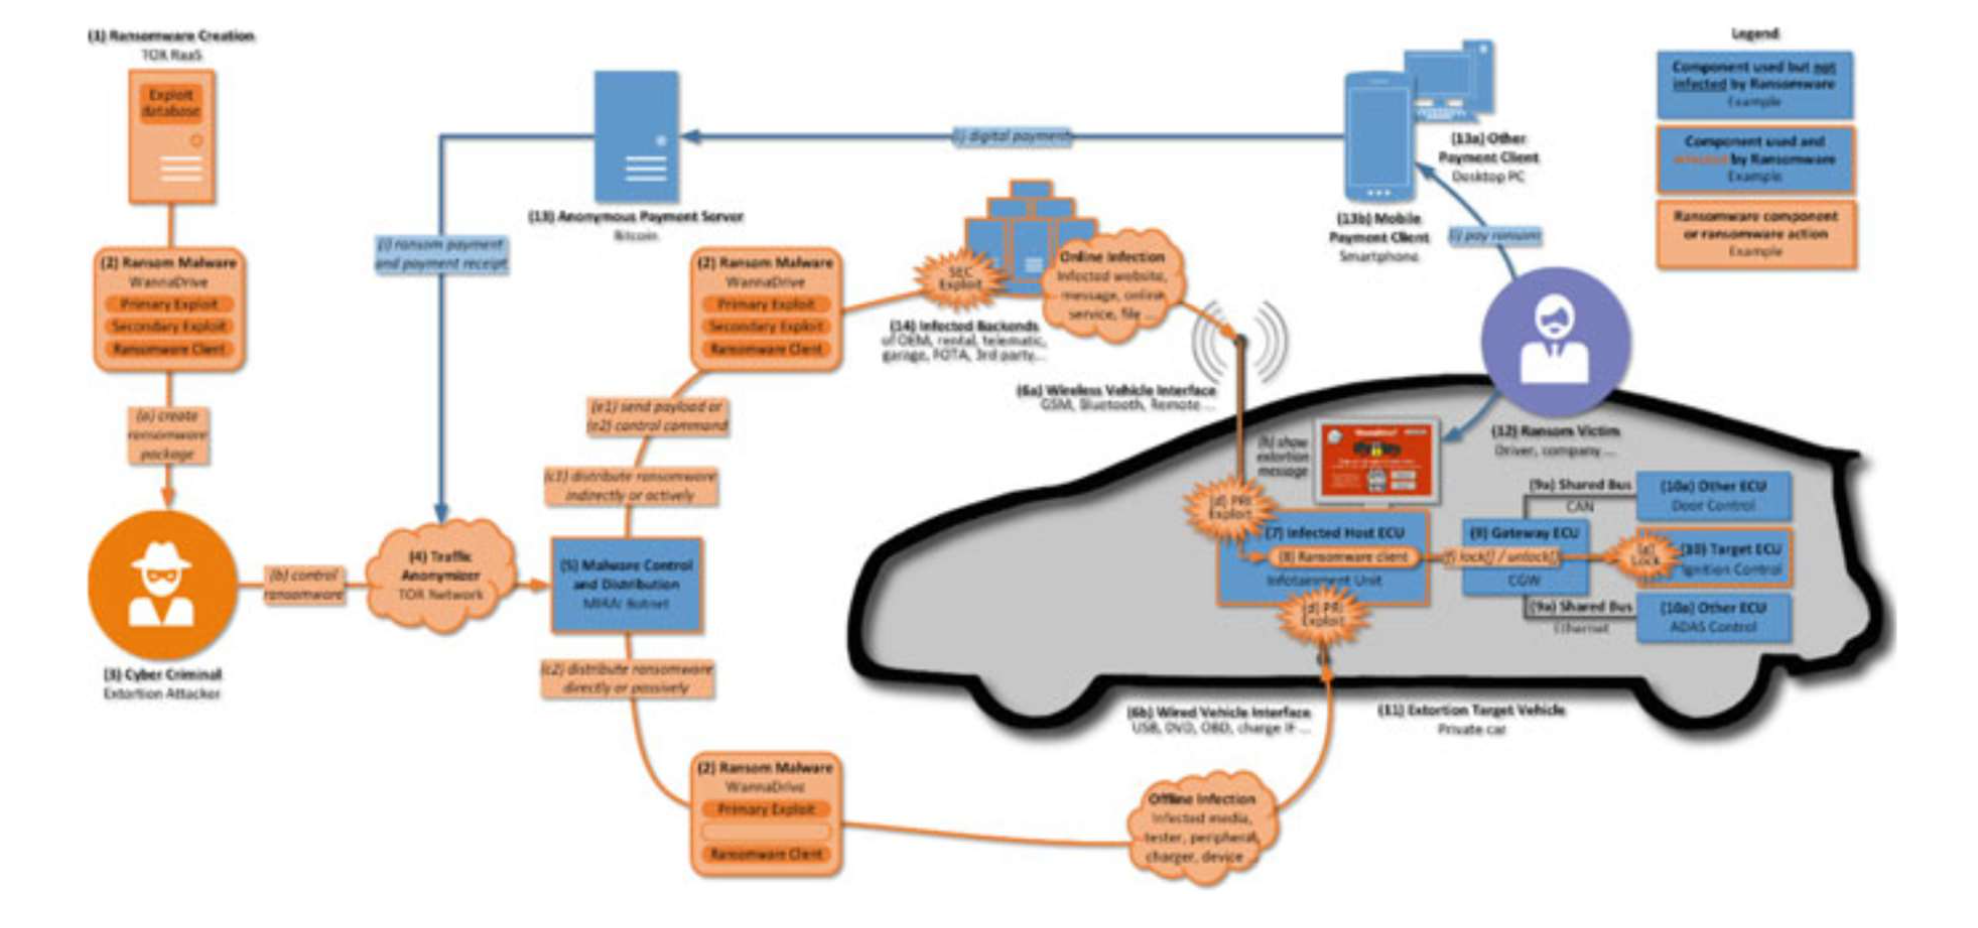 (1) Ransomware Creation
TOX RaaS
Exploit
database
(2) Ransom Malware
WannaDrive
Primary Exploit
Secondary Exploit
Ransomware Client
(a) create
ransomware
package
(3) Cyber Criminal
Extortion Attacker
(b) control
ransomware
(4) Traffic
Anonymizer
TOR Network
(i) ransom payment
and payment receipt
(13) Anonymous Payment Server
Bitcoin
digital payment
(5) Malware Control
and Distribution
MIRAI Botnet
(c1) distribute ransomware
indirectly or actively
(e1) send payload or
(e2) control command
(c2) distribute ransomware
directly or passively
(2) Ransom Malware
WannaDrive
Primary Exploit
Secondary Exploit
Ransomware Client
(2) Ransom Malware
WannaDrive
Primary Exploit
Ransomware Client
SEC
Exploit
Online Infection
Infected website,
message, online
service, file ...
(14) Infected Backends
of OEM, rental, telematic,
garage, FOTA, 3rd party...
(6a) Wireless Vehicle Interface
GSM, Bluetooth, Remote ...
Offline Infection
Infected media,
tester, peripheral,
charger, device
(6b) Wired Vehicle Interface
USB, DVD, OBD, charge IF ...
(11) Extortion Target Vehicle
Private car
(d) PRI
Exploit
(7) Infected Host ECU
(8) Ransomware client
Infotainment Unit
(d) PRI
Exploit
(h) show
extortion
message
(f) lock() / unlock()
(9) Gateway ECU
CGW
(9a) Shared Bus
CAN
(9a) Shared Bus
Ethernet
(g)
Lock
(10a) Other ECU
Door Control
(10) Target ECU
Ignition Control
(10a) Other ECU
ADAS Control
(12) Ransom Victim
Driver, company ...
pay ransom
(13a) Other
Payment Client
Desktop PC
(13b) Mobile
Payment Client
Smartphone
Legend
Component used but not
infected by Ransomware
Example
Component used and
infected by Ransomware
Example
Ransomware component
or ransomware action
Example